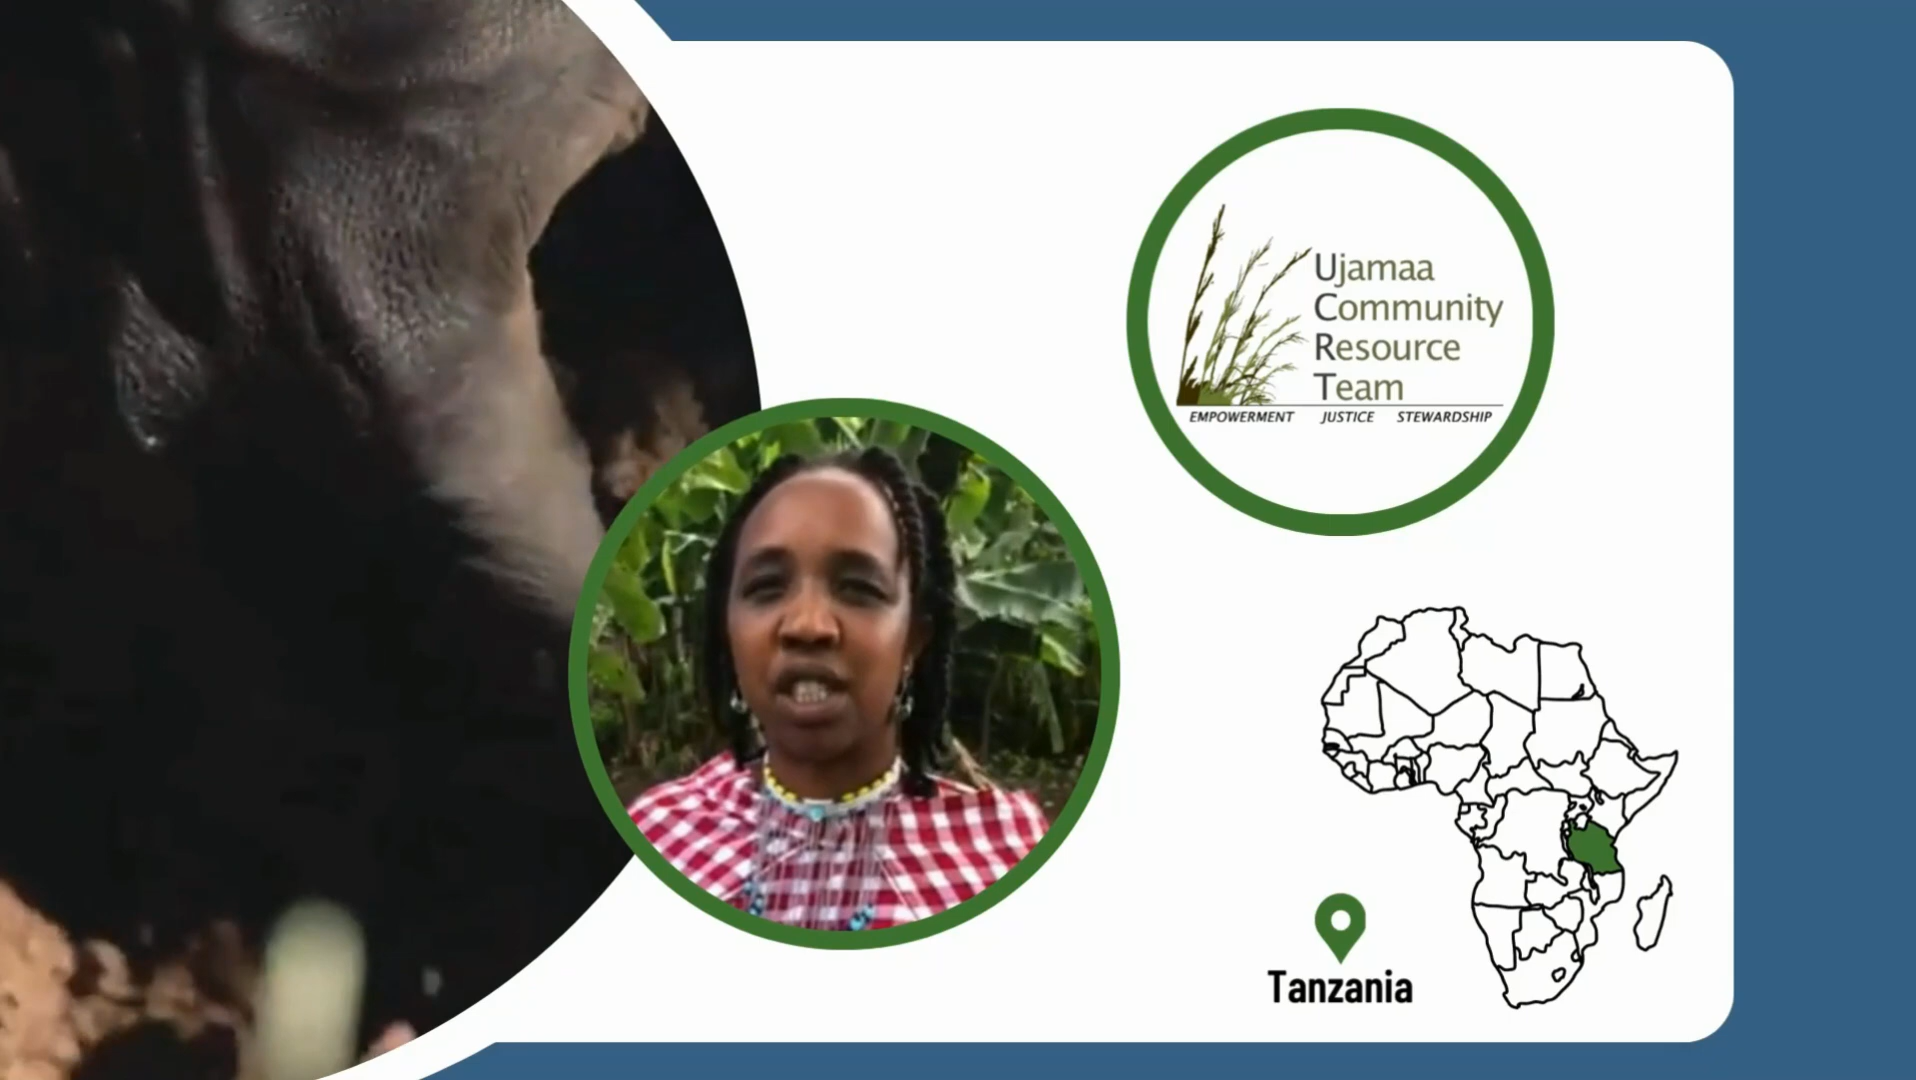 Ujamaa
Community
Resource
Team
EMPOWERMENT JUSTICE STEWARDSHIP
Tanzania